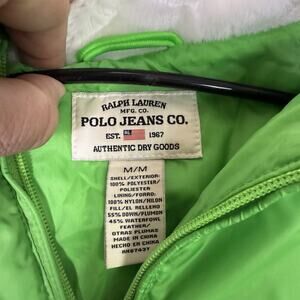 RALPH LAUREN
MFG. CO.
POLO JEANS CO.
EST. 1967
AUTHENTIC DRY GOODS
M/M
SHELL/EXTERIOR:
100% POLYESTER/
POLIESTER
LINING/FORRO:
100% NYLON/NILON
FILL/EL RELLENO
55% DOWN/PLUMON
45% WATERFOWL
FEATHER/
OTRAS PLUMAS
MADE IN CHINA
HECHO EN CHINA